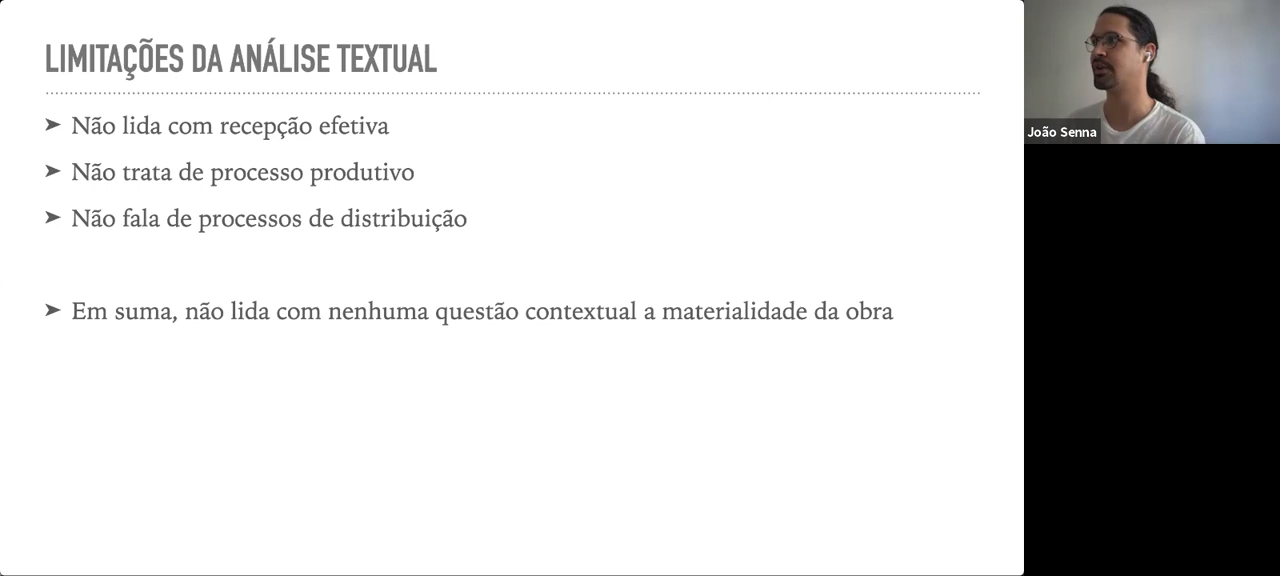 LIMITAÇÕES DA ANÁLISE TEXTUAL
➤ Não lida com recepção efetiva
➤ Não trata de processo produtivo
➤ Não fala de processos de distribuição
➤ Em suma, não lida com nenhuma questão contextual a materialidade da obra
João Senna